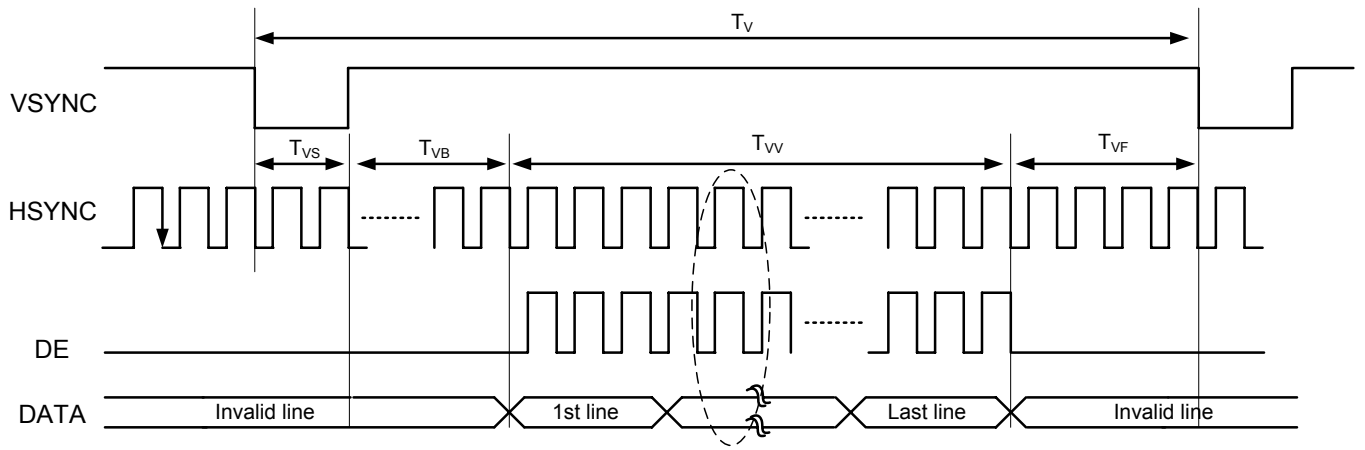 T_V
VSYNC
T_VS T_VB T_VV T_VF
HSYNC
DE
DATA Invalid line 1st line Last line Invalid line